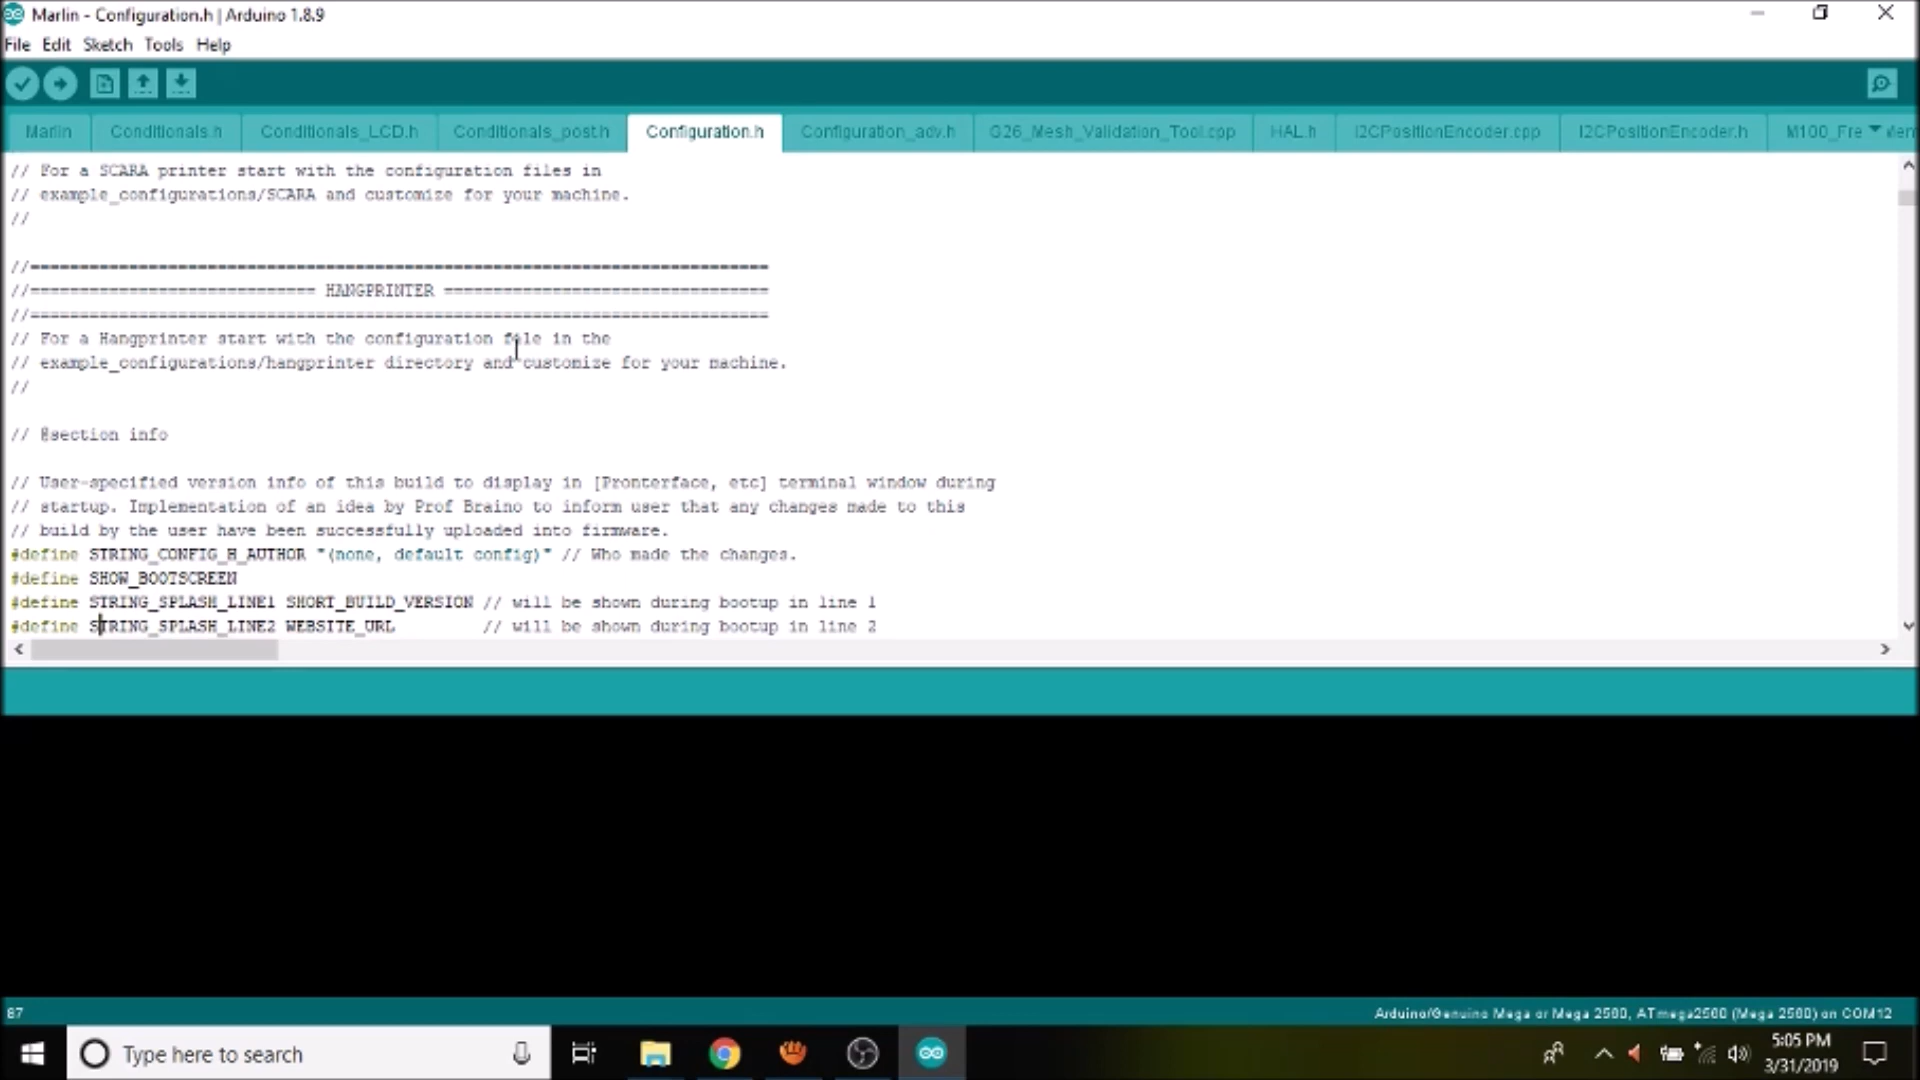 Marlin - Configuration.h | Arduino 1.8.9
File Edit Sketch Tools Help
Marlin Conditionals.h Conditionals_LCD.h Conditionals_post.h Configuration.h Configuration_adv.h G26_Mesh_Validation_Tool.cpp HAL.h I2CPositionEncoder.cpp I2CPositionEncoder.h M100_Fre
// For a SCARA printer start with the configuration files in
// example_configurations/SCARA and customize for your machine.
//
//===========================================================================
//============================= HANGPRINTER =================================
//===========================================================================
// For a Hangprinter start with the configuration file in the
// example_configurations/hangprinter directory and customize for your machine.
//
// @section info
// User-specified version info of this build to display in [Pronterface, etc] terminal window during
// startup. Implementation of an idea by Prof Braino to inform user that any changes made to this
// build by the user have been successfully uploaded into firmware.
#define STRING_CONFIG_H_AUTHOR "(none, default config)" // Who made the changes.
#define SHOW_BOOTSCREEN
#define STRING_SPLASH_LINE1 SHORT_BUILD_VERSION // will be shown during bootup in line 1
#define STRING_SPLASH_LINE2 WEBSITE_URL // will be shown during bootup in line 2
87
Arduino/Genuino Mega or Mega 2560, ATmega2560 (Mega 2560) on COM12
Type here to search
5:05 PM
3/31/2019